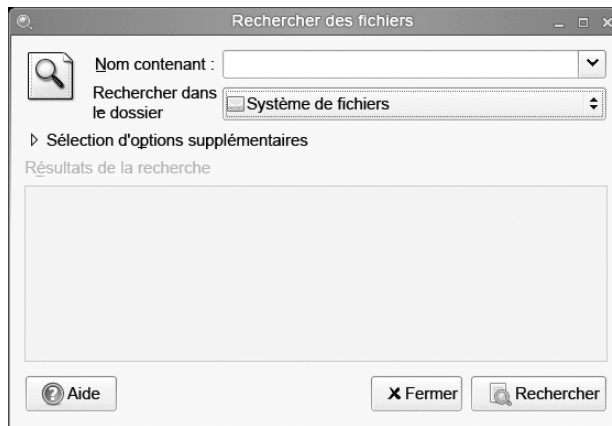 Rechercher des fichiers
Nom contenant :
Rechercher dans
le dossier
Système de fichiers
Sélection d'options supplémentaires
Résultats de la recherche
Aide
Fermer
Rechercher